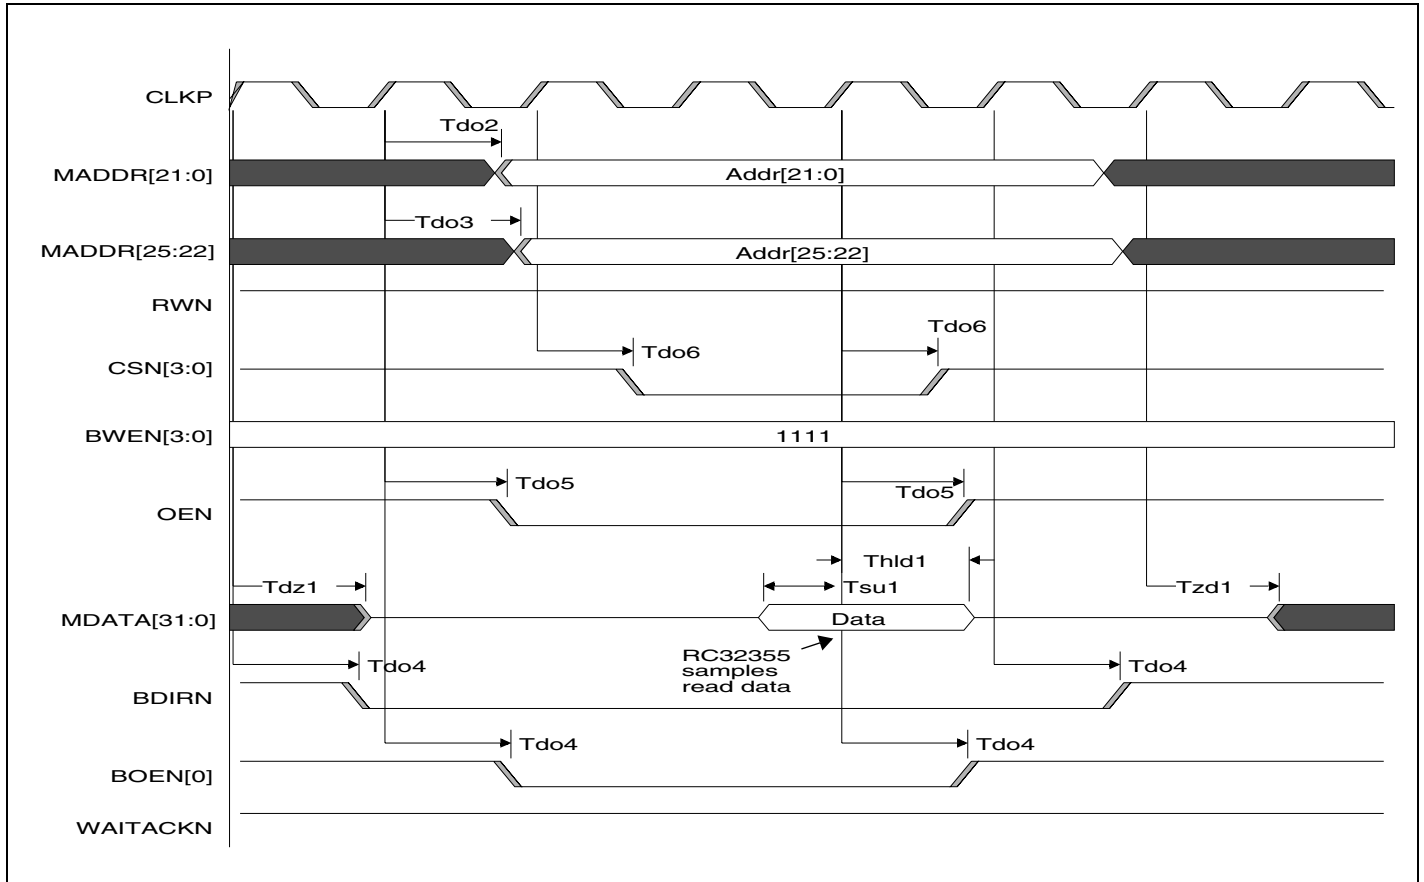 CLKP
Tdo2
MADDR[21:0]
Addr[21:0]
Tdo3
MADDR[25:22]
Addr[25:22]
RWN
Tdo6
Tdo6
CSN[3:0]
BWEN[3:0]
1111
Tdo5
Tdo5
OEN
Thld1
Tdz1
Tsu1
Tzd1
MDATA[31:0]
Data
RC32355
samples
read data
Tdo4
Tdo4
BDIRN
Tdo4
Tdo4
BOEN[0]
WAITACKN